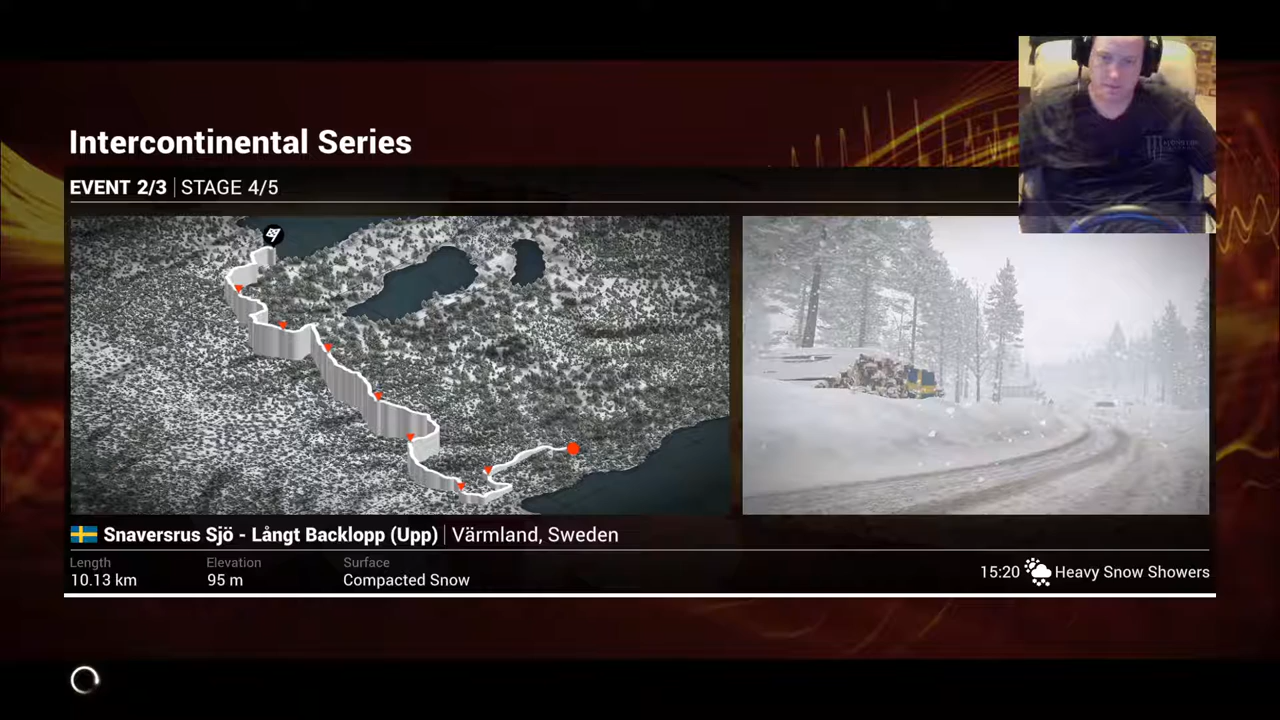 Intercontinental Series
EVENT 2/3 | STAGE 4/5
Snaversrus Sjö - Långt Backlopp (Upp) | Värmland, Sweden
Length
10.13 km
Elevation
95 m
Surface
Compacted Snow
15:20 Heavy Snow Showers